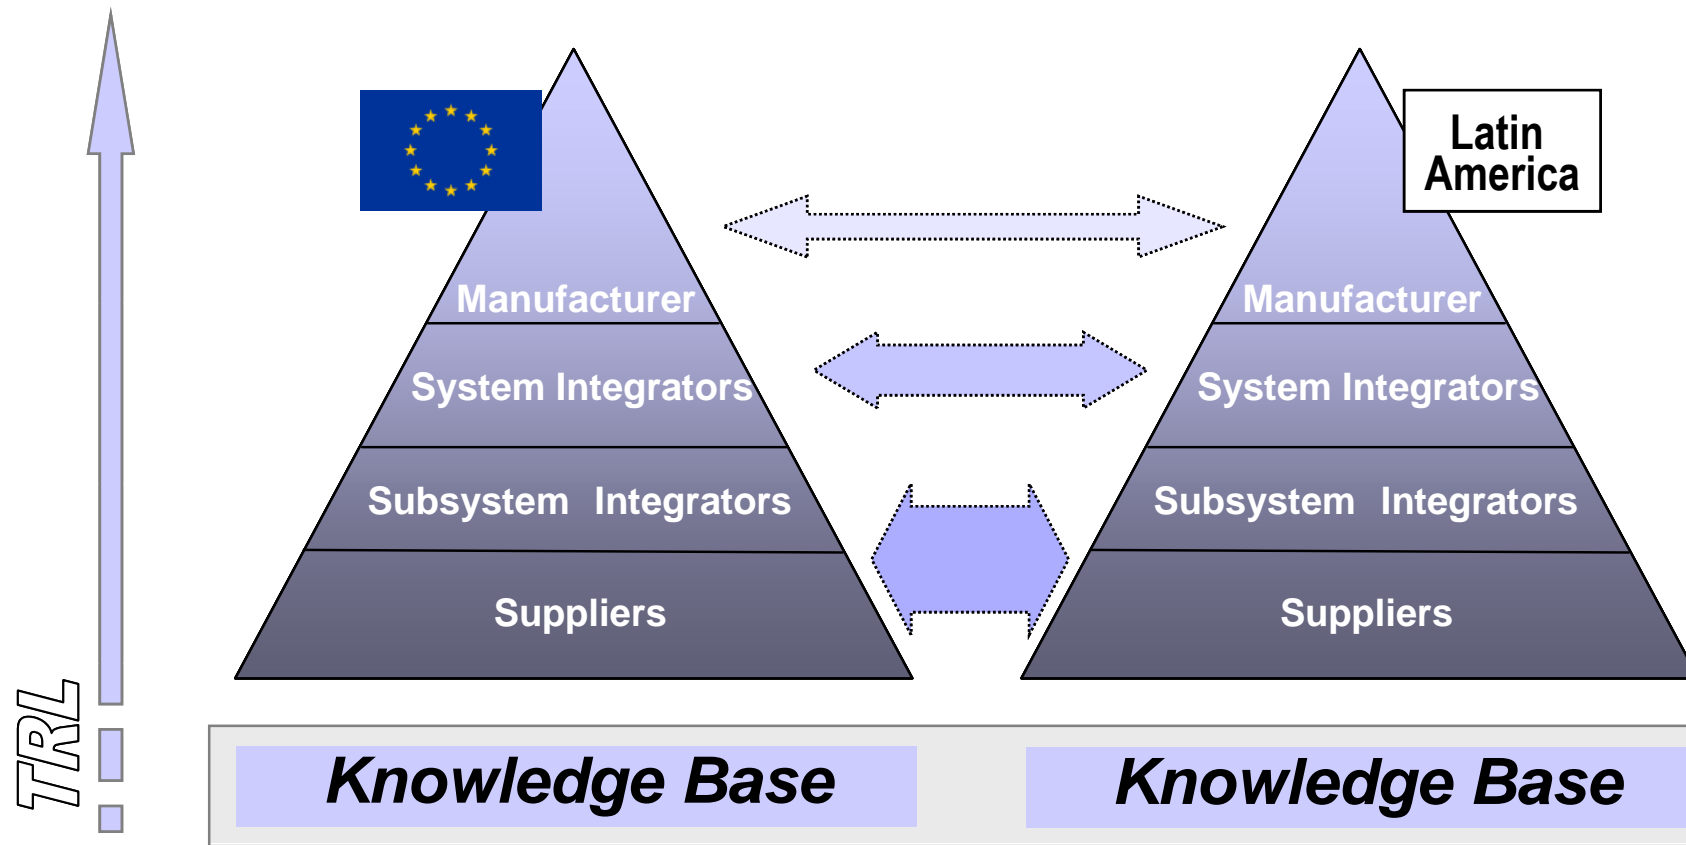 Latin
America
Manufacturer
System Integrators
Subsystem Integrators
Suppliers
Manufacturer
System Integrators
Subsystem Integrators
Suppliers
TRL
Knowledge Base
Knowledge Base